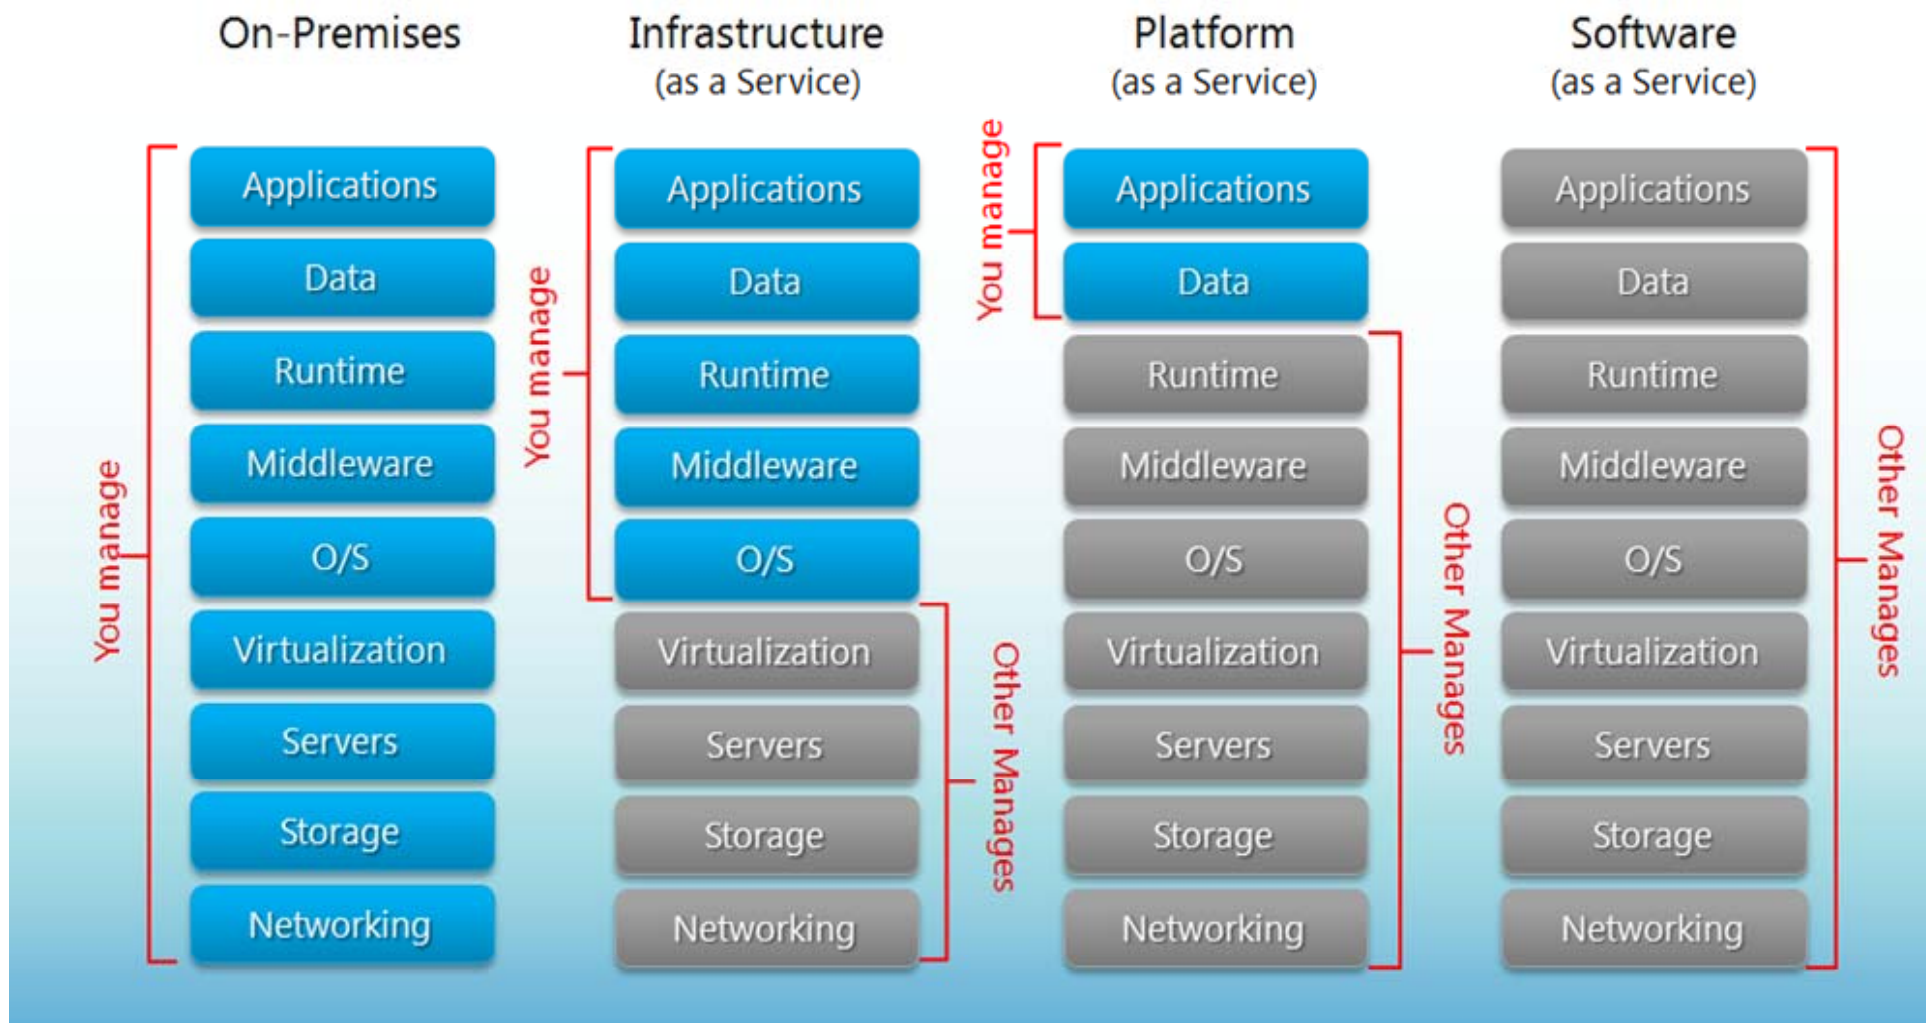 On-Premises
You manage
Applications
Data
Runtime
Middleware
O/S
Virtualization
Servers
Storage
Networking
Infrastructure
(as a Service)
You manage
Applications
Data
Runtime
Middleware
O/S
Virtualization
Servers
Storage
Networking
Other Manages
Platform
(as a Service)
You manage
Applications
Data
Runtime
Middleware
O/S
Virtualization
Servers
Storage
Networking
Other Manages
Software
(as a Service)
Applications
Data
Runtime
Middleware
O/S
Virtualization
Servers
Storage
Networking
Other Manages